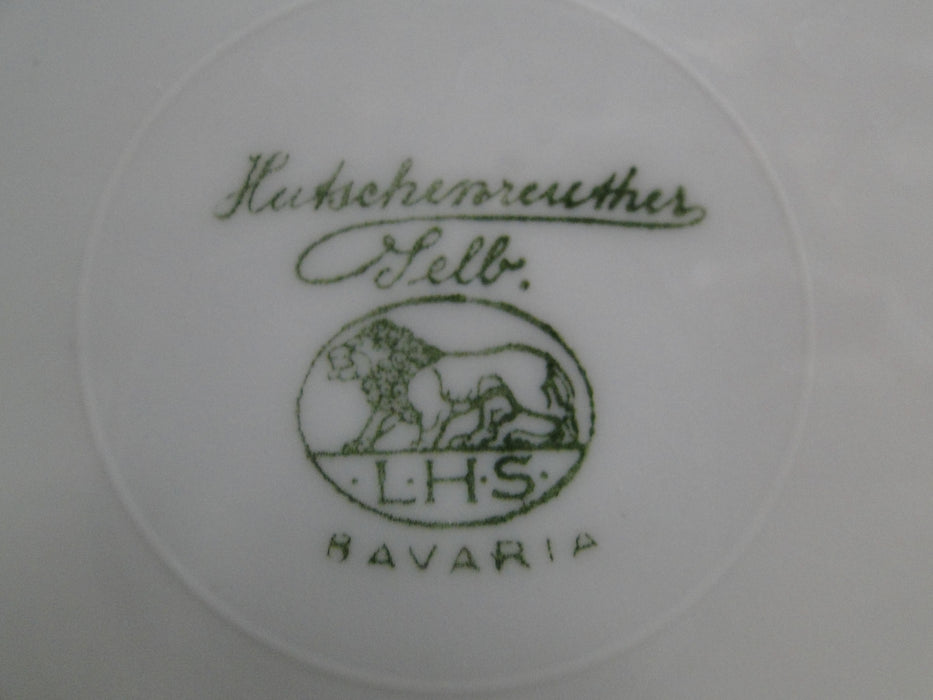 Hutschenreuther
Selb.
·L·H·S·
BAVARIA